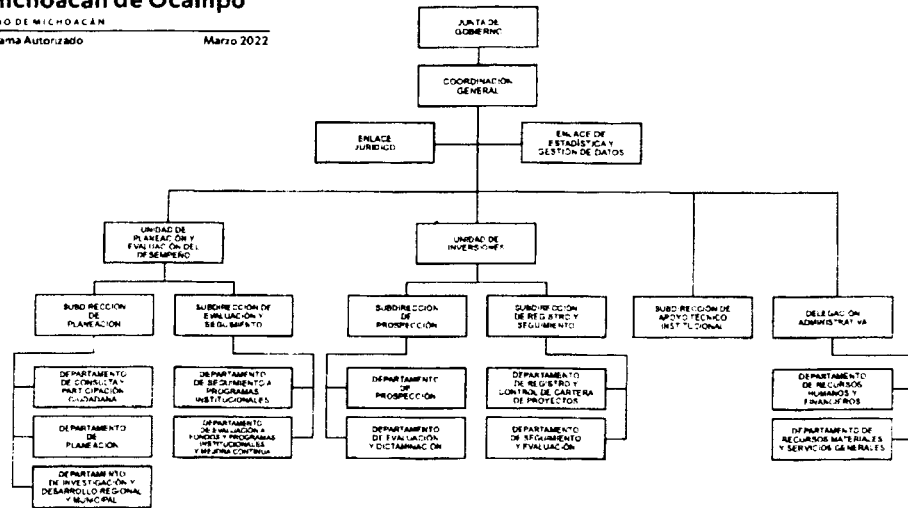 Michoacán de Ocampo
O DE MICHOACÁN
ama Autorizado Marzo 2022
JUNTA DE
GOBIERNO
COORDINACIÓN
GENERAL
ENLACE
JURIDICO
ENLACE DE
ESTADÍSTICA Y
GESTIÓN DE DATOS
UNIDAD DE
PLANEACIÓN Y
EVALUACIÓN DEL
DESEMPEÑO
UNIDAD DE
INVERSIONES
SUBDIRECCIÓN
DE
PLANEACIÓN
SUBDIRECCIÓN DE
EVALUACIÓN Y
SEGUIMIENTO
SUBDIRECCIÓN
DE
PROSPECCIÓN
SUBDIRECCIÓN
DE REGISTRO Y
SEGUIMIENTO
SUBDIRECCIÓN DE
APOYO TÉCNICO
INSTITUCIONAL
DELEGACIÓN
ADMINISTRATIVA
DEPARTAMENTO
DE CONSULTA Y
PARTICIPACIÓN
CIUDADANA
DEPARTAMENTO
DE SEGUIMIENTO A
PROGRAMAS
INSTITUCIONALES
DEPARTAMENTO
DE
PROSPECCIÓN
DEPARTAMENTO
DE REGISTRO Y
CONTROL DE CARTERA
DE PROYECTOS
DEPARTAMENTO
DE RECURSOS
HUMANOS Y
FINANCIEROS
DEPARTAMENTO
DE
PLANEACIÓN
DEPARTAMENTO
DE EVALUACIÓN A
FONDOS Y PROGRAMAS
INSTITUCIONALES
Y MEJORA CONTINUA
DEPARTAMENTO
DE EVALUACIÓN
Y DICTAMINACIÓN
DEPARTAMENTO
DE SEGUIMIENTO
Y EVALUACIÓN
DEPARTAMENTO DE
RECURSOS MATERIALES
Y SERVICIOS GENERALES
DEPARTAMENTO
DE INVESTIGACIÓN Y
DESARROLLO REGIONAL
Y MUNICIPAL